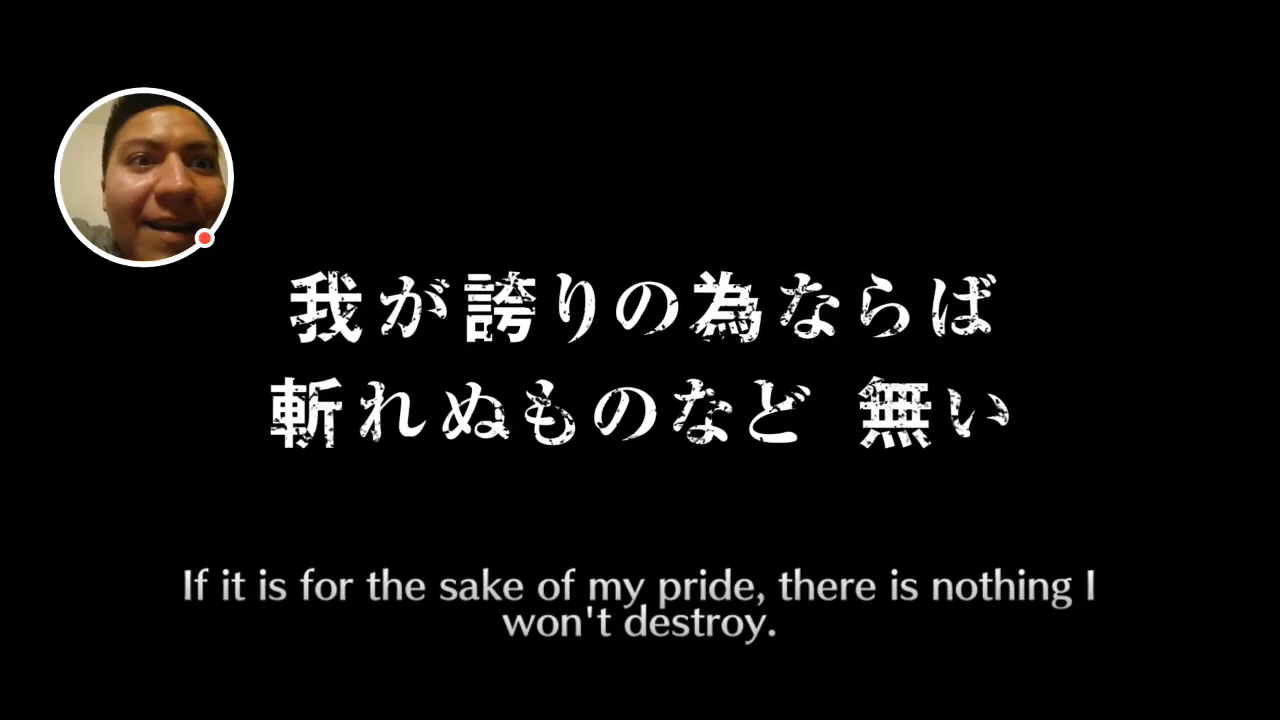 我が誇りの為ならば
斬れぬものなど 無い
If it is for the sake of my pride, there is nothing I
won't destroy.